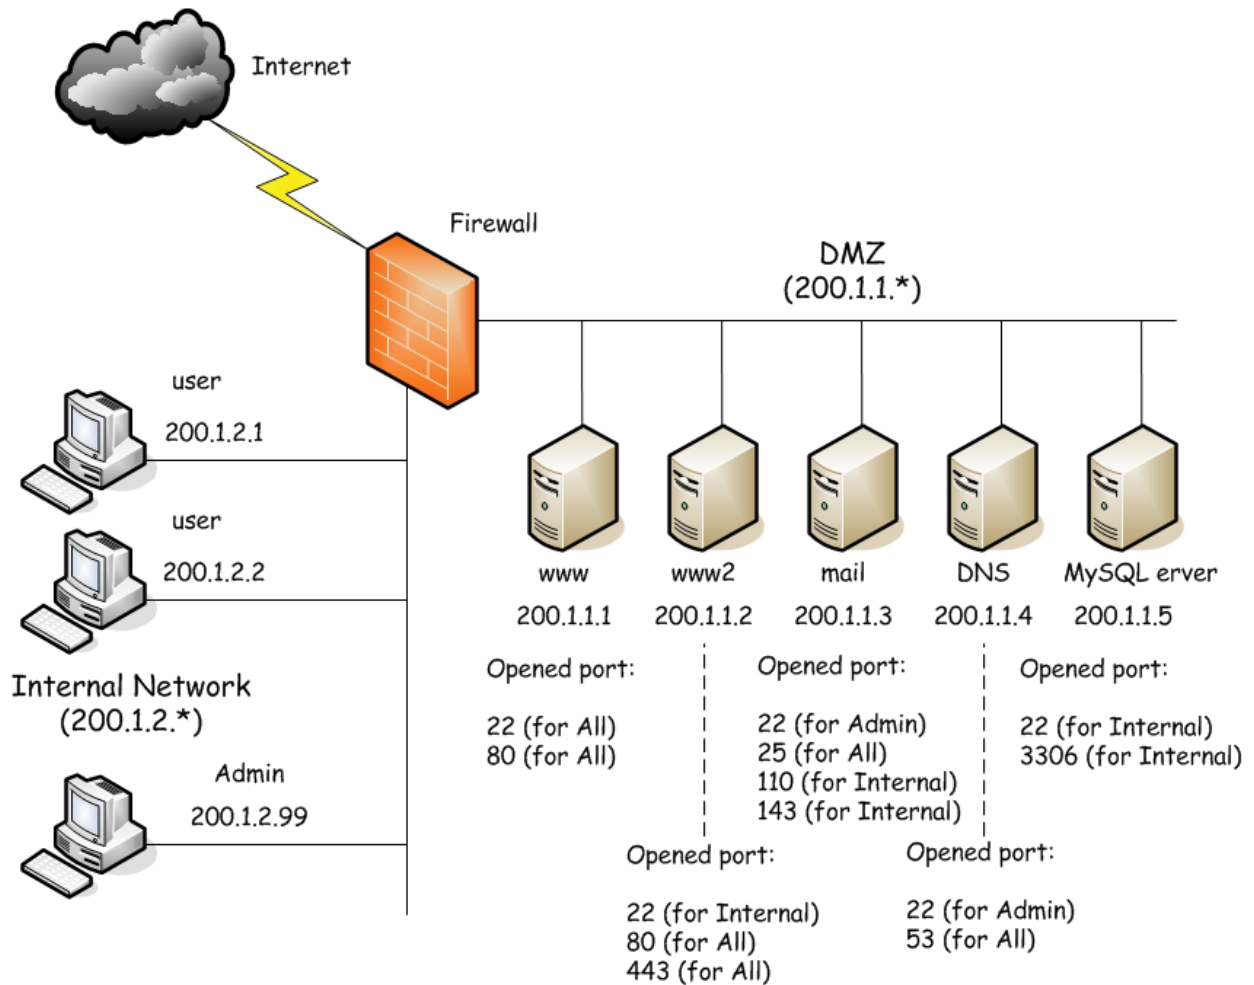 Internet
Firewall
DMZ
(200.1.1.*)
user
200.1.2.1
user
200.1.2.2
Internal Network
(200.1.2.*)
Admin
200.1.2.99
www
200.1.1.1
Opened port:
22 (for All)
80 (for All)
www2
200.1.1.2
Opened port:
22 (for Internal)
80 (for All)
443 (for All)
mail
200.1.1.3
Opened port:
22 (for Admin)
25 (for All)
110 (for Internal)
143 (for Internal)
DNS
200.1.1.4
Opened port:
22 (for Admin)
53 (for All)
MySQL erver
200.1.1.5
Opened port:
22 (for Internal)
3306 (for Internal)